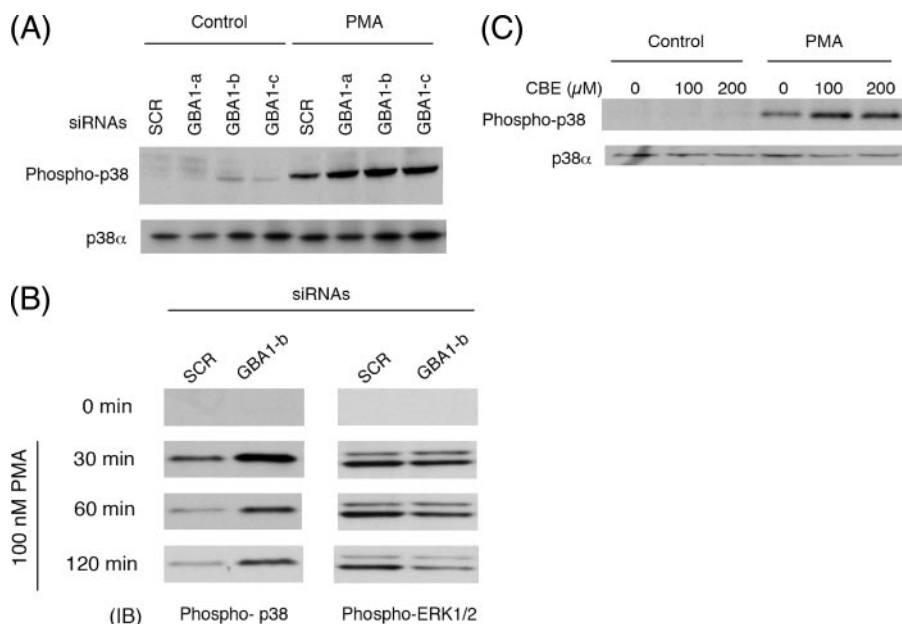 (A)
Control PMA
siRNAs SCR GBA1-a GBA1-b GBA1-c SCR GBA1-a GBA1-b GBA1-c
Phospho-p38
p38α
(C)
Control PMA
CBE (µM) 0 100 200 0 100 200
Phospho-p38
p38α
(B)
siRNAs
SCR GBA1-b SCR GBA1-b
0 min
100 nM PMA
30 min
60 min
120 min
(IB) Phospho- p38 Phospho-ERK1/2